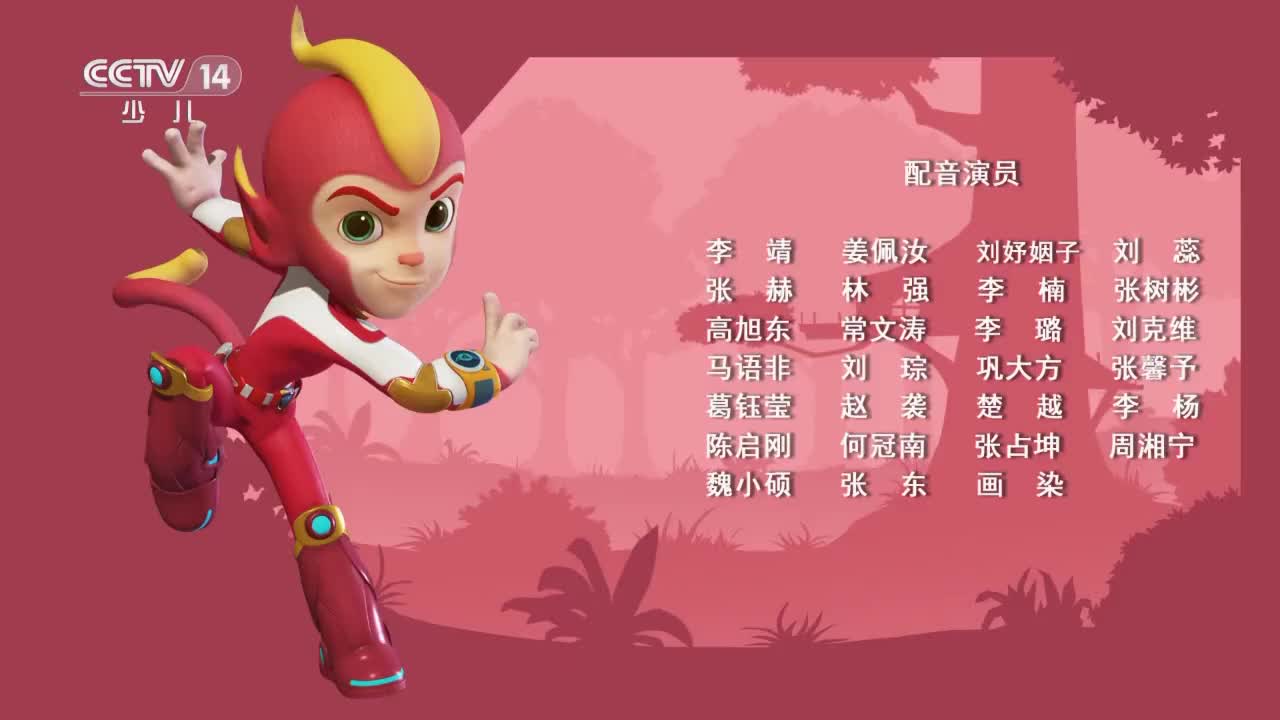 CCTV 14
少儿
配音演员
李 靖 姜佩汝 刘妤姻子 刘 蕊
张 赫 林 强 李 楠 张树彬
高旭东 常文涛 李 璐 刘克维
马语非 刘 琮 巩大方 张馨予
葛钰莹 赵 袭 楚 越 李 杨
陈启刚 何冠南 张占坤 周湘宁
魏小硕 张 东 画 染